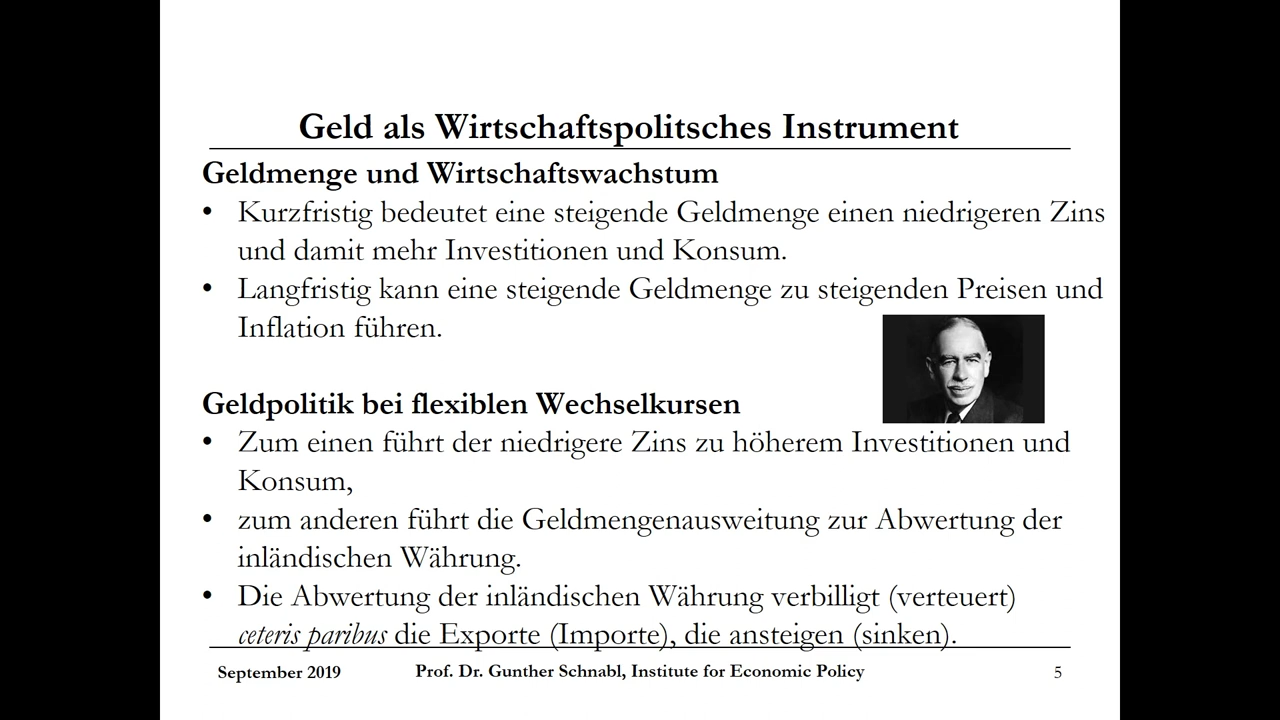 Geld als Wirtschaftspolitsches Instrument
Geldmenge und Wirtschaftswachstum
• Kurzfristig bedeutet eine steigende Geldmenge einen niedrigeren Zins
und damit mehr Investitionen und Konsum.
• Langfristig kann eine steigende Geldmenge zu steigenden Preisen und
Inflation führen.
Geldpolitik bei flexiblen Wechselkursen
• Zum einen führt der niedrigere Zins zu höherem Investitionen und
Konsum,
• zum anderen führt die Geldmengenausweitung zur Abwertung der
inländischen Währung.
• Die Abwertung der inländischen Währung verbilligt (verteuert)
ceteris paribus die Exporte (Importe), die ansteigen (sinken).
September 2019 Prof. Dr. Gunther Schnabl, Institute for Economic Policy 5